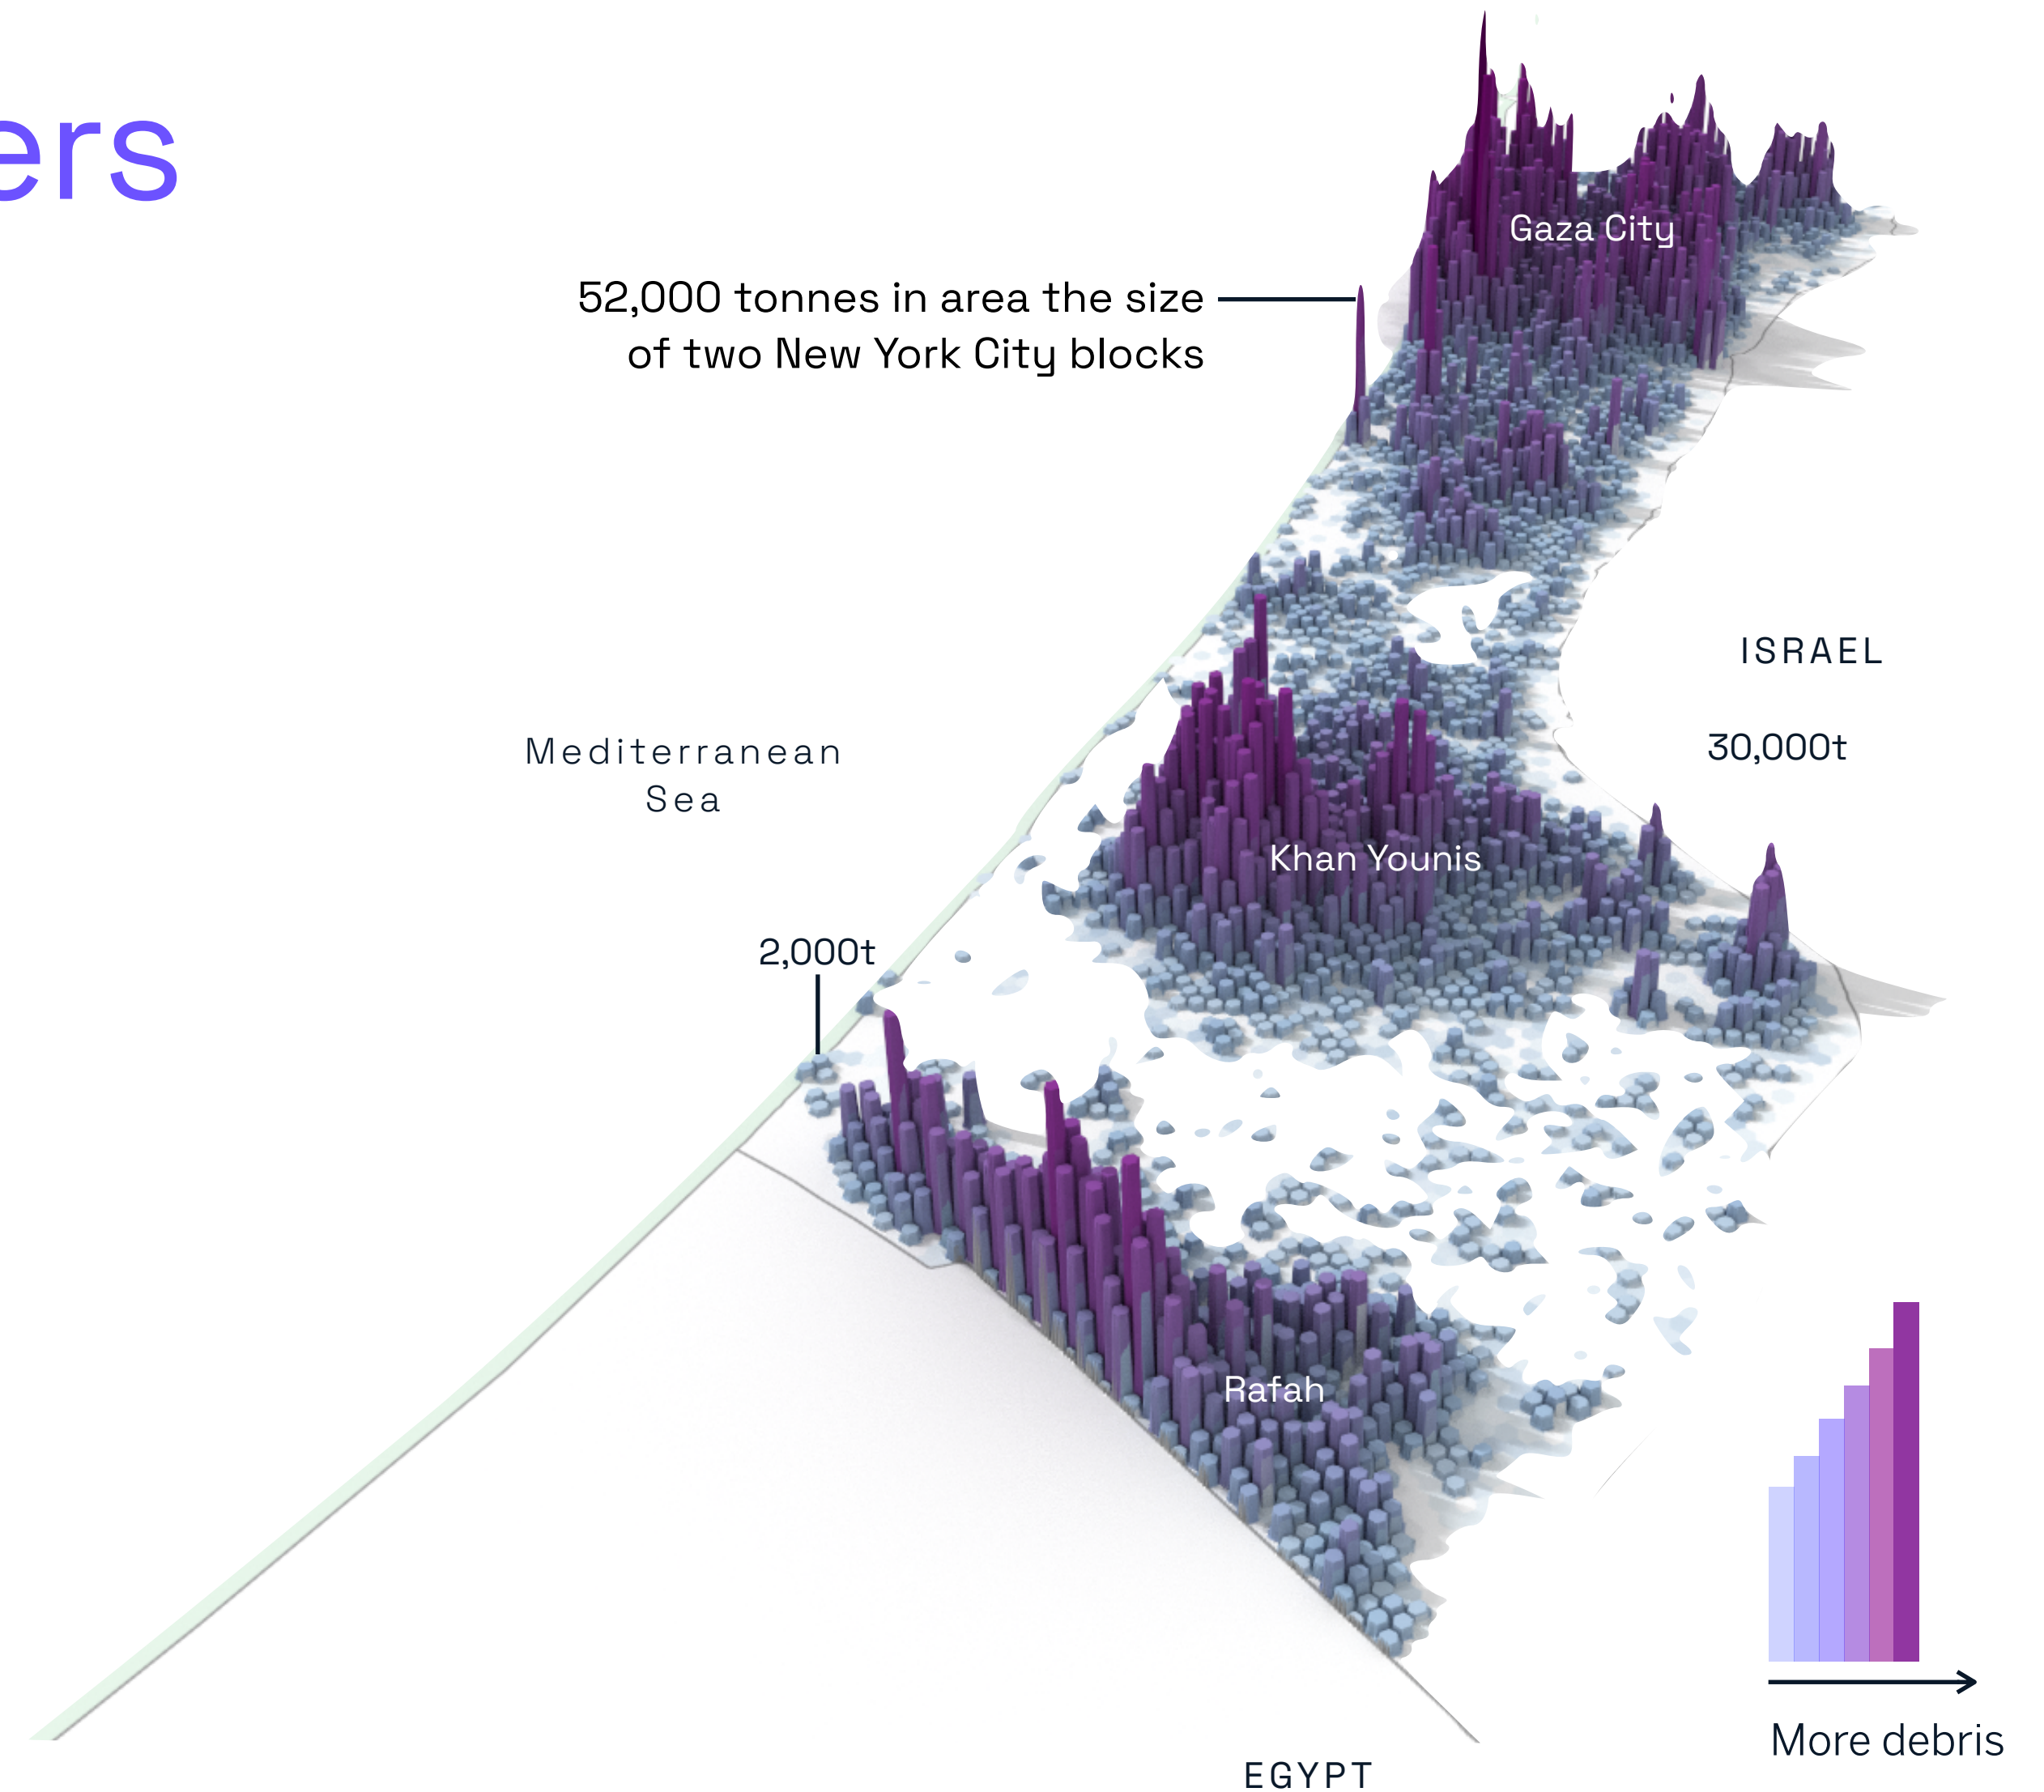 ers
Gaza City
52,000 tonnes in area the size
of two New York City blocks
ISRAEL
30,000t
Mediterranean
Sea
Khan Younis
2,000t
Rafah
More debris
EGYPT